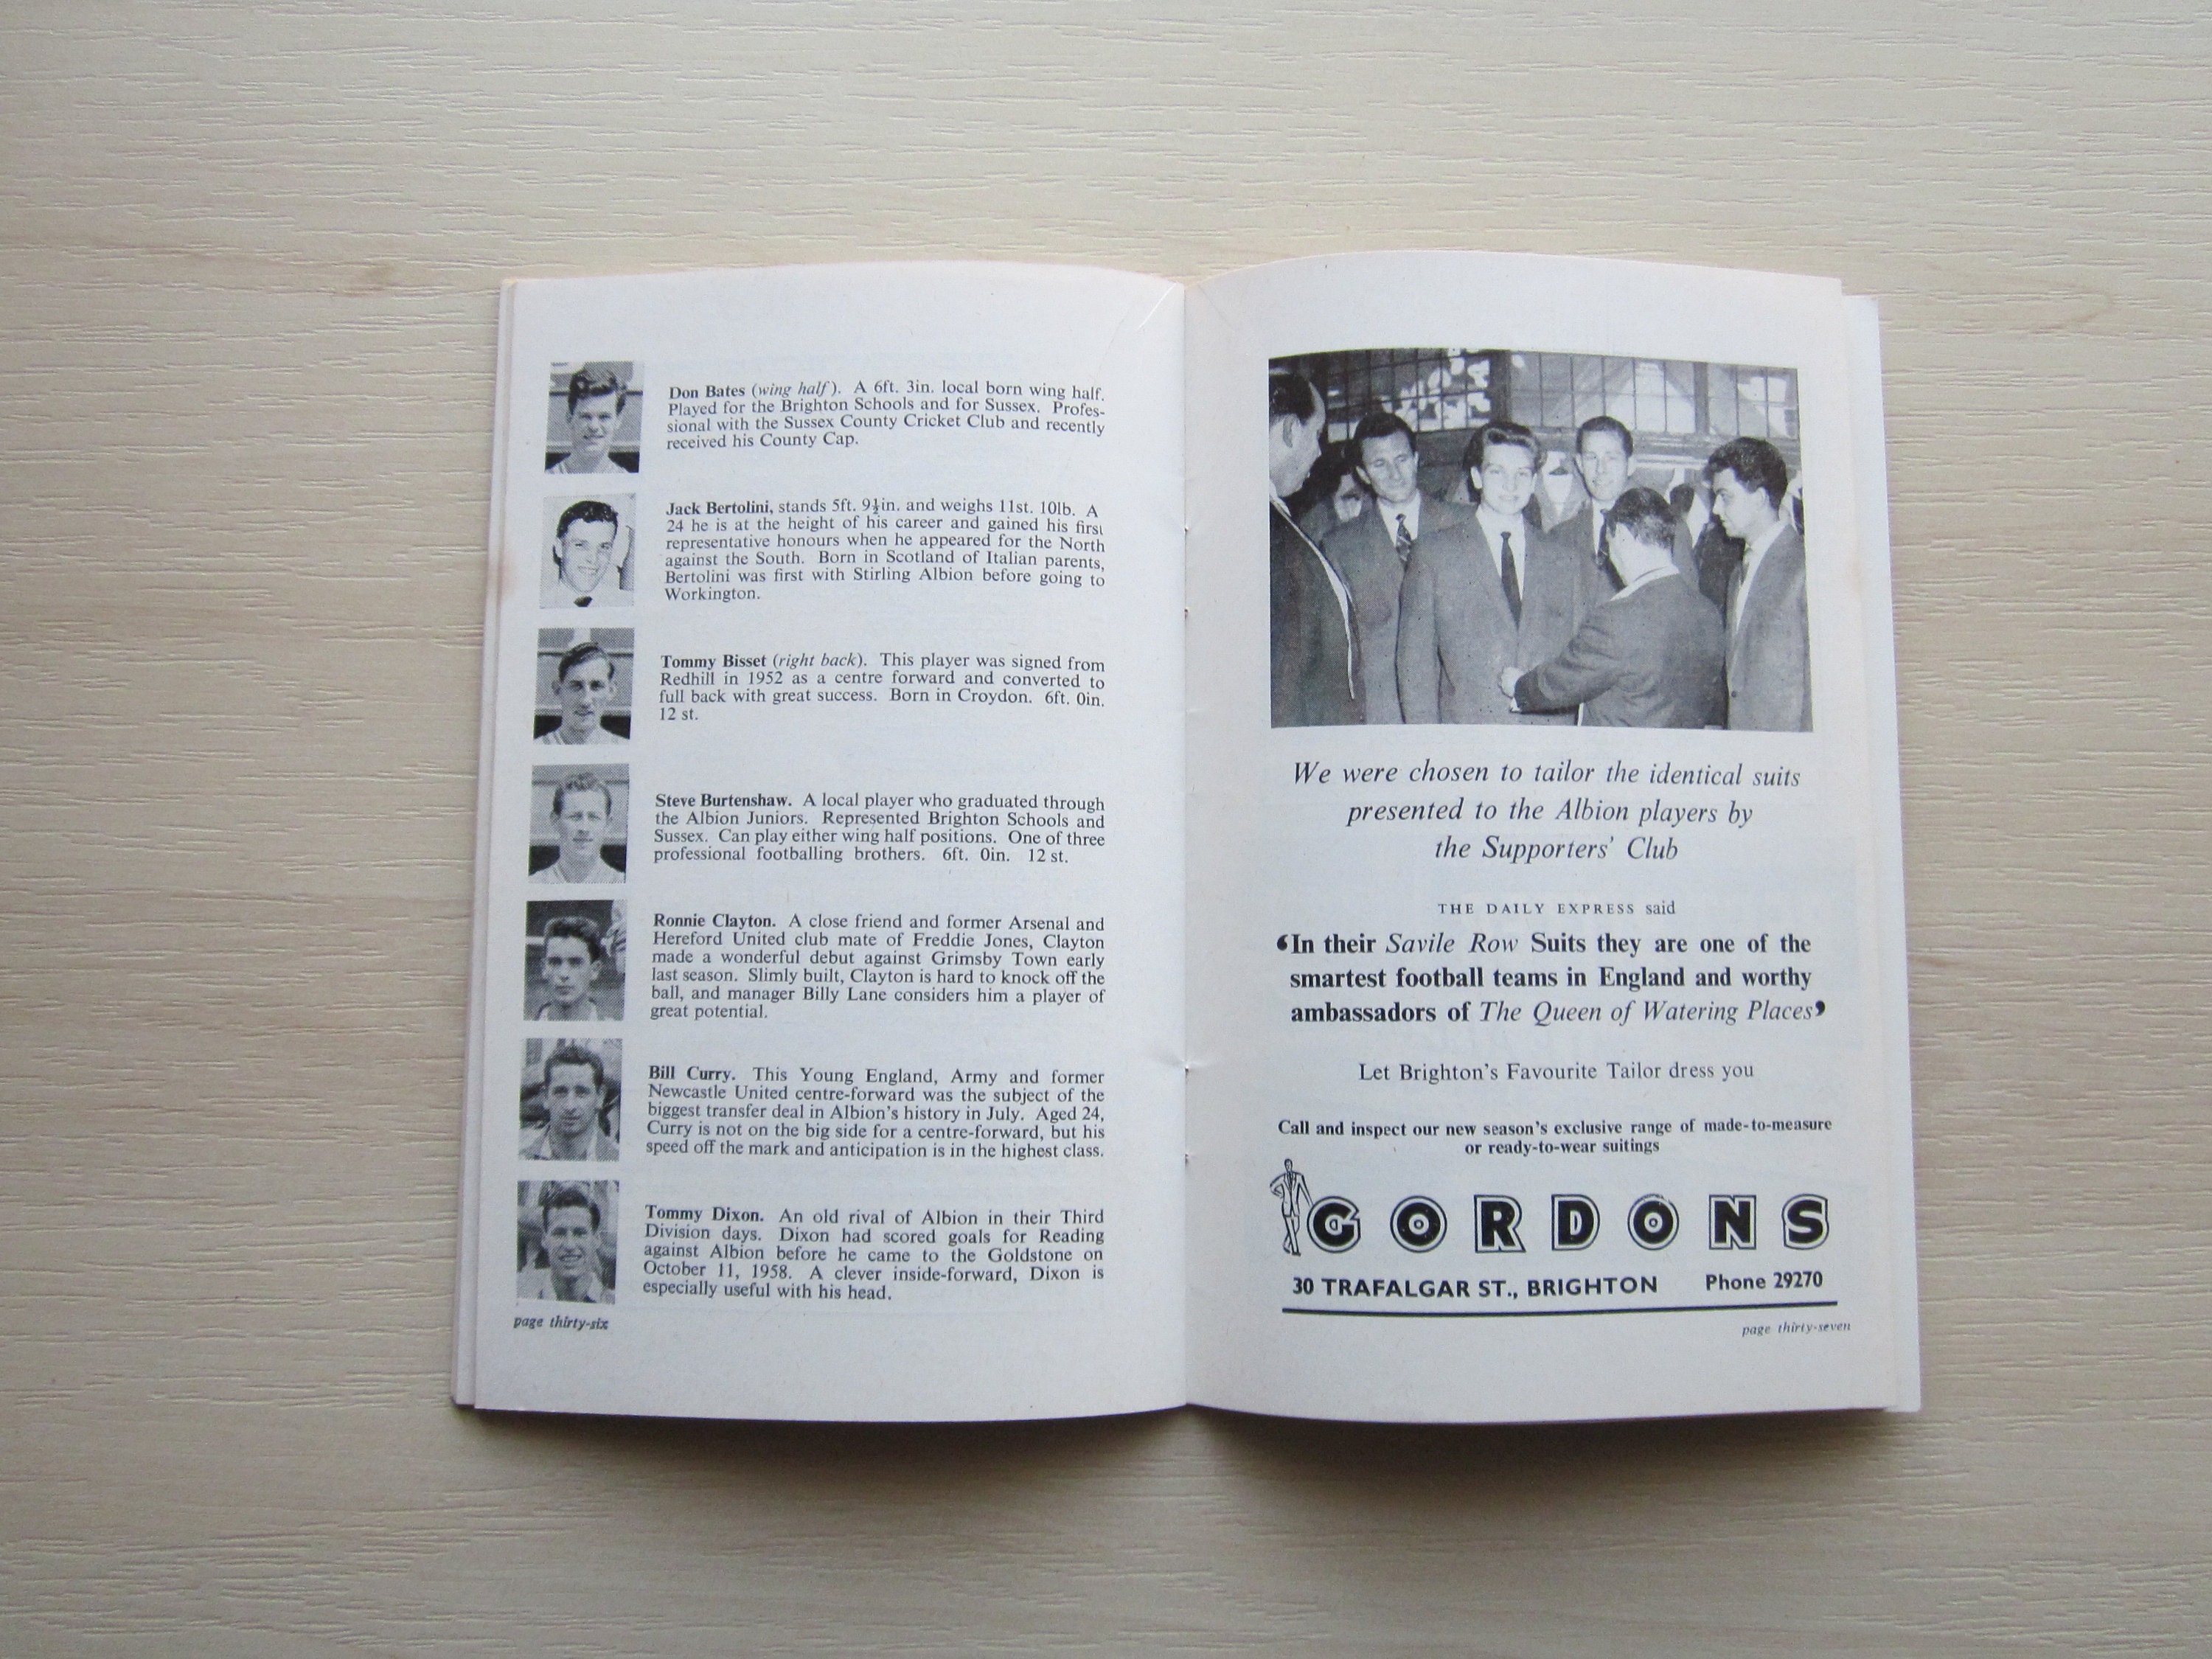 Don Bates (wing half). A 6ft. 3in. local born wing half.
Played for the Brighton Schools and for Sussex. Profes-
sional with the Sussex County Cricket Club and recently
received his County Cap.
Jack Bertolini, stands 5ft. 9½in. and weighs 11st. 10lb. A
24 he is at the height of his career and gained his first
representative honours when he appeared for the North
against the South. Born in Scotland of Italian parents,
Bertolini was first with Stirling Albion before going to
Workington.
Tommy Bisset (right back). This player was signed from
Redhill in 1952 as a centre forward and converted to
full back with great success. Born in Croydon. 6ft. 0in.
12 st.
Steve Burtenshaw. A local player who graduated through
the Albion Juniors. Represented Brighton Schools and
Sussex. Can play either wing half positions. One of three
professional footballing brothers. 6ft. 0in. 12 st.
Ronnie Clayton. A close friend and former Arsenal and
Hereford United club mate of Freddie Jones, Clayton
made a wonderful debut against Grimsby Town early
last season. Slimly built, Clayton is hard to knock off the
ball, and manager Billy Lane considers him a player of
great potential.
Bill Curry. This Young England, Army and former
Newcastle United centre-forward was the subject of the
biggest transfer deal in Albion's history in July. Aged 24,
Curry is not on the big side for a centre-forward, but his
speed off the mark and anticipation is in the highest class.
Tommy Dixon. An old rival of Albion in their Third
Division days. Dixon had scored goals for Reading
against Albion before he came to the Goldstone on
October 11, 1958. A clever inside-forward, Dixon is
especially useful with his head.
page thirty-six
We were chosen to tailor the identical suits
presented to the Albion players by
the Supporters' Club
THE DAILY EXPRESS said
‘In their Savile Row Suits they are one of the
smartest football teams in England and worthy
ambassadors of The Queen of Watering Places’
Let Brighton's Favourite Tailor dress you
Call and inspect our new season's exclusive range of made-to-measure
or ready-to-wear suitings
GORDONS
30 TRAFALGAR ST., BRIGHTON Phone 29270
page thirty-seven